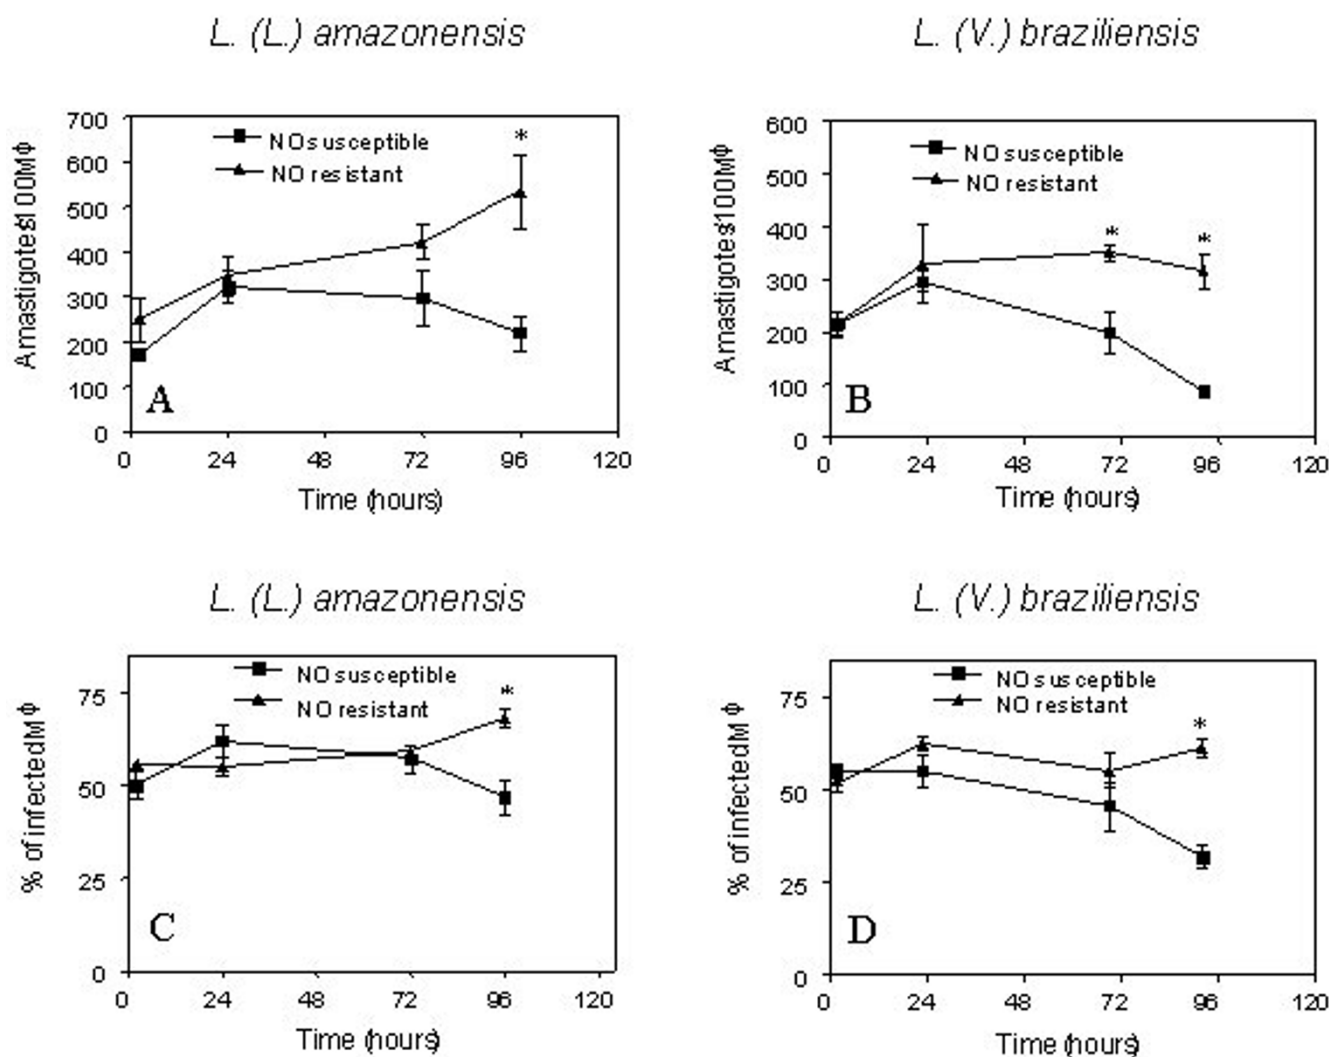 L. (L.) amazonensis
700
600
500
400
300
200
100
0
Amastigotes/100MΦ
NO susceptible
NO resistant
*
A
0 24 48 72 96 120
Time (hours)
L. (V.) braziliensis
600
500
400
300
200
100
0
Amastigotes/100MΦ
NO susceptible
NO resistant
* *
B
0 24 48 72 96 120
Time (hours)
L. (L.) amazonensis
75
50
25
0
% of infected MΦ
NO susceptible
NO resistant
*
C
0 24 48 72 96 120
Time (hours)
L. (V.) braziliensis
75
50
25
0
% of infected MΦ
NO susceptible
NO resistant
*
D
0 24 48 72 96 120
Time (hours)